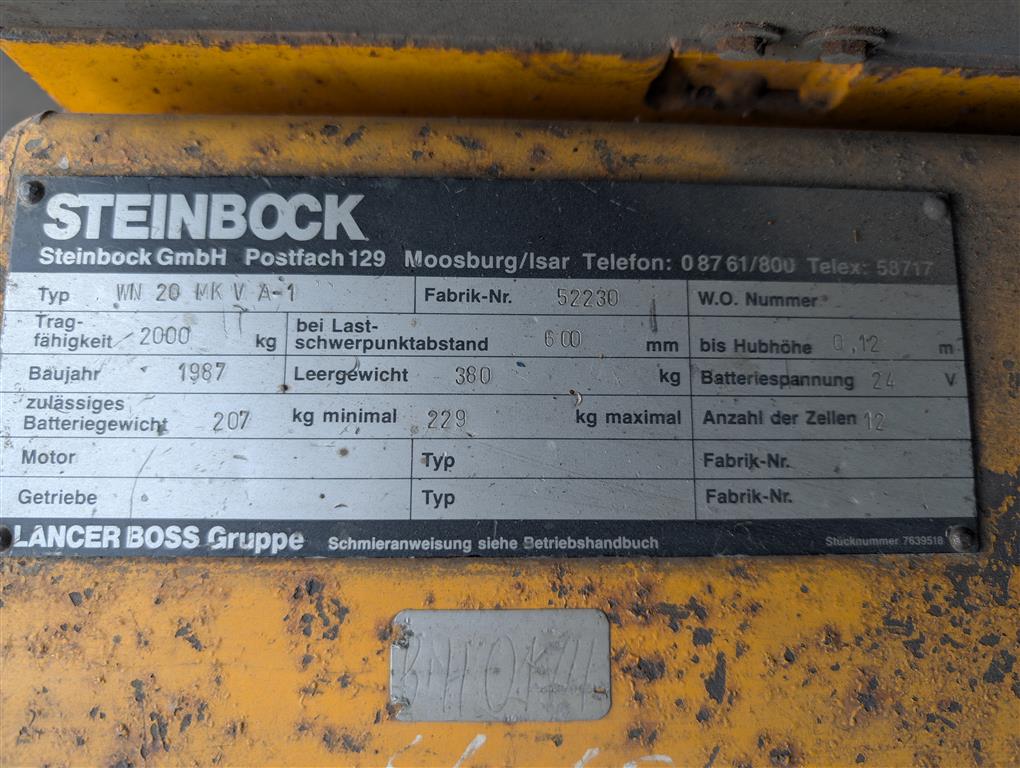 STEINBOCK
Steinbock GmbH Postfach 129 Moosburg/Isar Telefon: 0 87 61/800 Telex: 58717
Typ WN 20 MK V A-1 Fabrik-Nr. 52230 W.O. Nummer
Trag-
fähigkeit 2000 kg bei Last-
schwerpunktabstand 600 mm bis Hubhöhe 0,12 m
Baujahr 1987 Leergewicht 380 kg Batteriespannung 24 V
zulässiges
Batteriegewicht 207 kg minimal 229 kg maximal Anzahl der Zellen 12
Motor Typ Fabrik-Nr.
Getriebe Typ Fabrik-Nr.
LANCER BOSS Gruppe Schmieranweisung siehe Betriebshandbuch Stücknummer 7639518